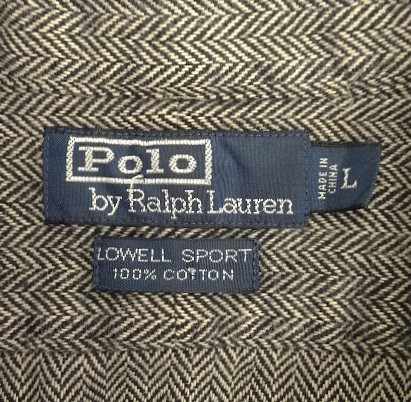 Polo
by Ralph Lauren
MADE IN
CHINA
L
LOWELL SPORT
100% COTTON